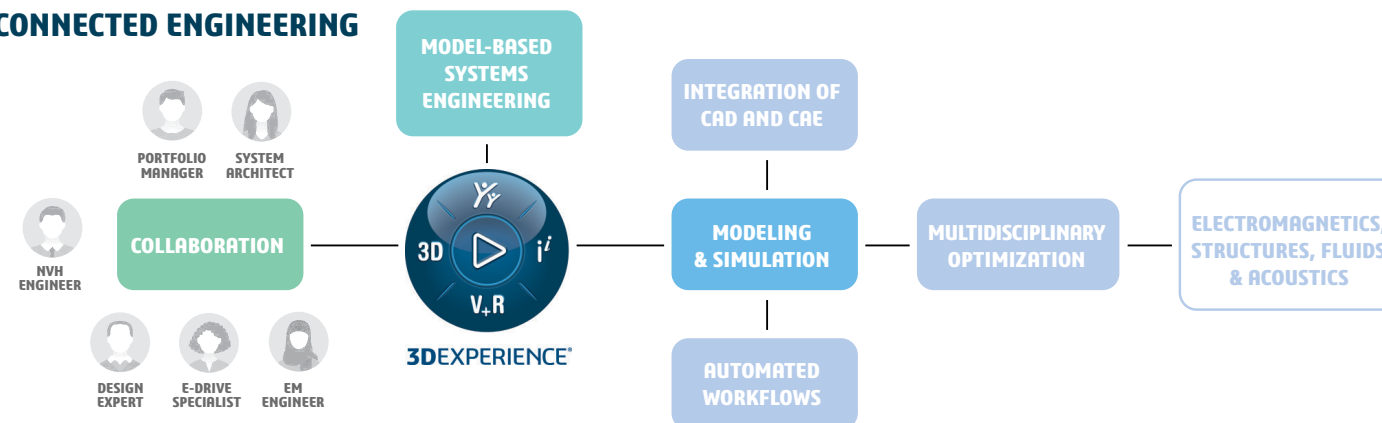 CONNECTED ENGINEERING
MODEL-BASED
SYSTEMS
ENGINEERING
INTEGRATION OF
CAD AND CAE
PORTFOLIO
MANAGER
SYSTEM
ARCHITECT
NVH
ENGINEER
COLLABORATION
3D
i
V+R
3DEXPERIENCE®
MODELING
& SIMULATION
MULTIDISCIPLINARY
OPTIMIZATION
ELECTROMAGNETICS,
STRUCTURES, FLUIDS
& ACOUSTICS
DESIGN
EXPERT
E-DRIVE
SPECIALIST
EM
ENGINEER
AUTOMATED
WORKFLOWS